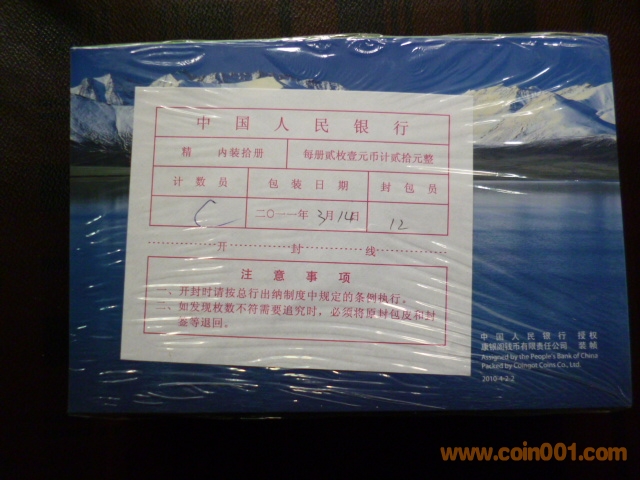 中国人民银行
精 内装拾册 每册贰枚壹元币计贰拾元整
计数员 包装日期 封包员
C 二〇一一年3月14日 12
开封线
注意事项
一、开封时请按总行出纳制度中规定的条例执行。
二、如发现枚数不符需要追究时，必须将原封包皮和封
盖等退回。
中国人民银行 授权
康银阁钱币有限责任公司 装帧
Assigned by the People's Bank of China
Packed by Coingot Coins Co., Ltd.
2010-4-2-2
www.coin001.com